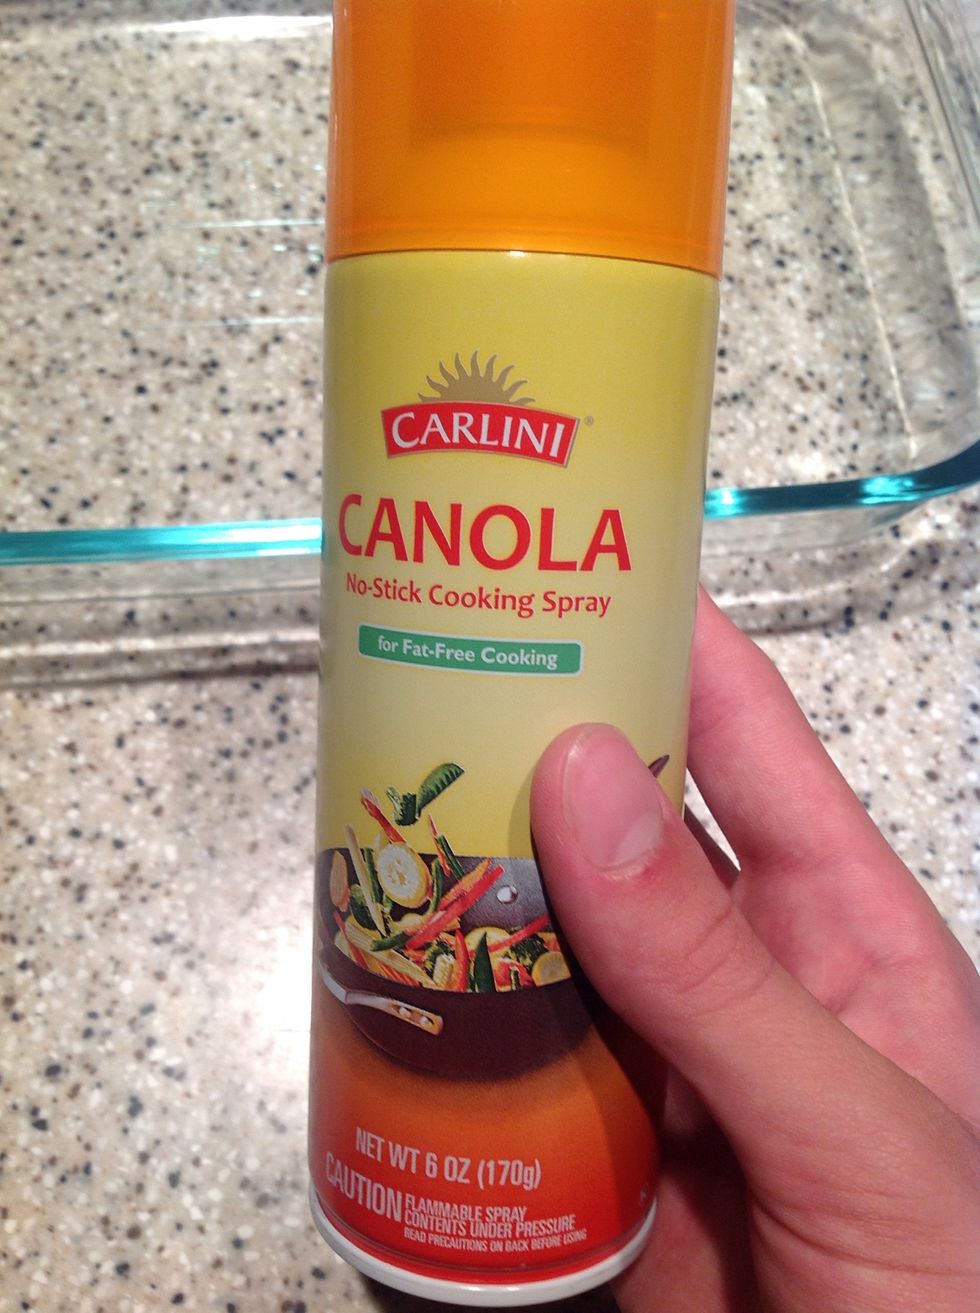 CARLINI®
CANOLA
No-Stick Cooking Spray
for Fat-Free Cooking
NET WT 6 OZ (170g)
CAUTION FLAMMABLE SPRAY
CONTENTS UNDER PRESSURE
READ PRECAUTIONS ON BACK BEFORE USING